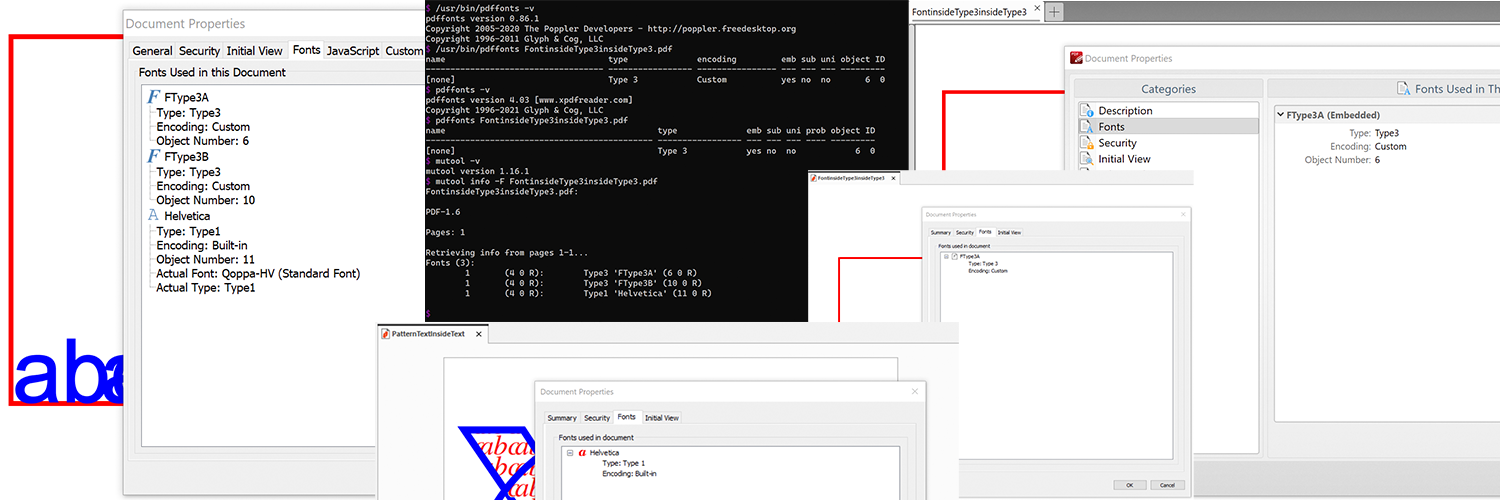 Document Properties
General Security Initial View Fonts JavaScript Custom
Fonts Used in this Document
FType3A
Type: Type3
Encoding: Custom
Object Number: 6
FType3B
Type: Type3
Encoding: Custom
Object Number: 10
Helvetica
Type: Type1
Encoding: Built-in
Object Number: 11
Actual Font: Qoppa-HV (Standard Font)
Actual Type: Type1
aba
$ /usr/bin/pdffonts -v
pdffonts version 0.86.1
Copyright 2005-2020 The Poppler Developers - http://poppler.freedesktop.org
Copyright 1996-2011 Glyph & Cog, LLC
$ /usr/bin/pdffonts FontinsideType3insideType3.pdf
name type encoding emb sub uni object ID
[none] Type 3 Custom yes no no 6 0
$ pdffonts -v
pdffonts version 4.03 [www.xpdfreader.com]
Copyright 1996-2021 Glyph & Cog, LLC
$ pdffonts FontinsideType3insideType3.pdf
name type emb sub uni prob object ID
[none] Type 3 yes no no 6 0
$ mutool -v
mutool version 1.16.1
$ mutool info -F FontinsideType3insideType3.pdf
FontinsideType3insideType3.pdf:
PDF-1.6
Pages: 1
Retrieving info from pages 1-1...
Fonts (3):
1 (4 0 R): Type3 'FType3A' (6 0 R)
1 (4 0 R): Type3 'FType3B' (10 0 R)
1 (4 0 R): Type1 'Helvetica' (11 0 R)
$
FontinsideType3insideType3
Document Properties
Categories
Description
Fonts
Security
Initial View
Fonts Used in Th
FType3A (Embedded)
Type: Type3
Encoding: Custom
Object Number: 6
FontinsideType3insideType3
Document Properties
Summary Security Fonts Initial View
Fonts used in document
FType3A
Type: Type 3
Encoding: Custom
OK Cancel
PatternTextInsideText
Document Properties
Summary Security Fonts Initial View
Fonts used in document
Helvetica
Type: Type 1
Encoding: Built-in